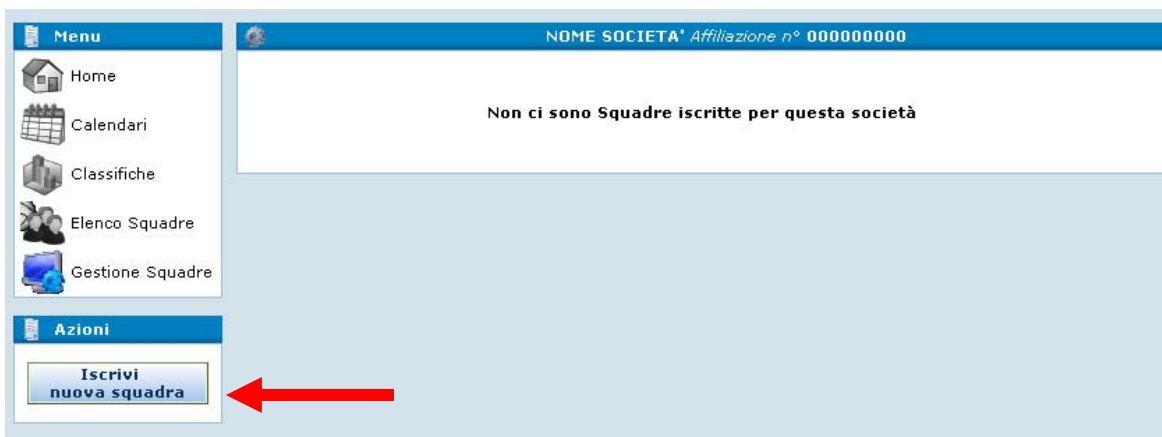 Menu
Home
Calendari
Classifiche
Elenco Squadre
Gestione Squadre
Azioni
Iscrivi
nuova squadra
NOME SOCIETA' Affiliazione n° 000000000
Non ci sono Squadre iscritte per questa società